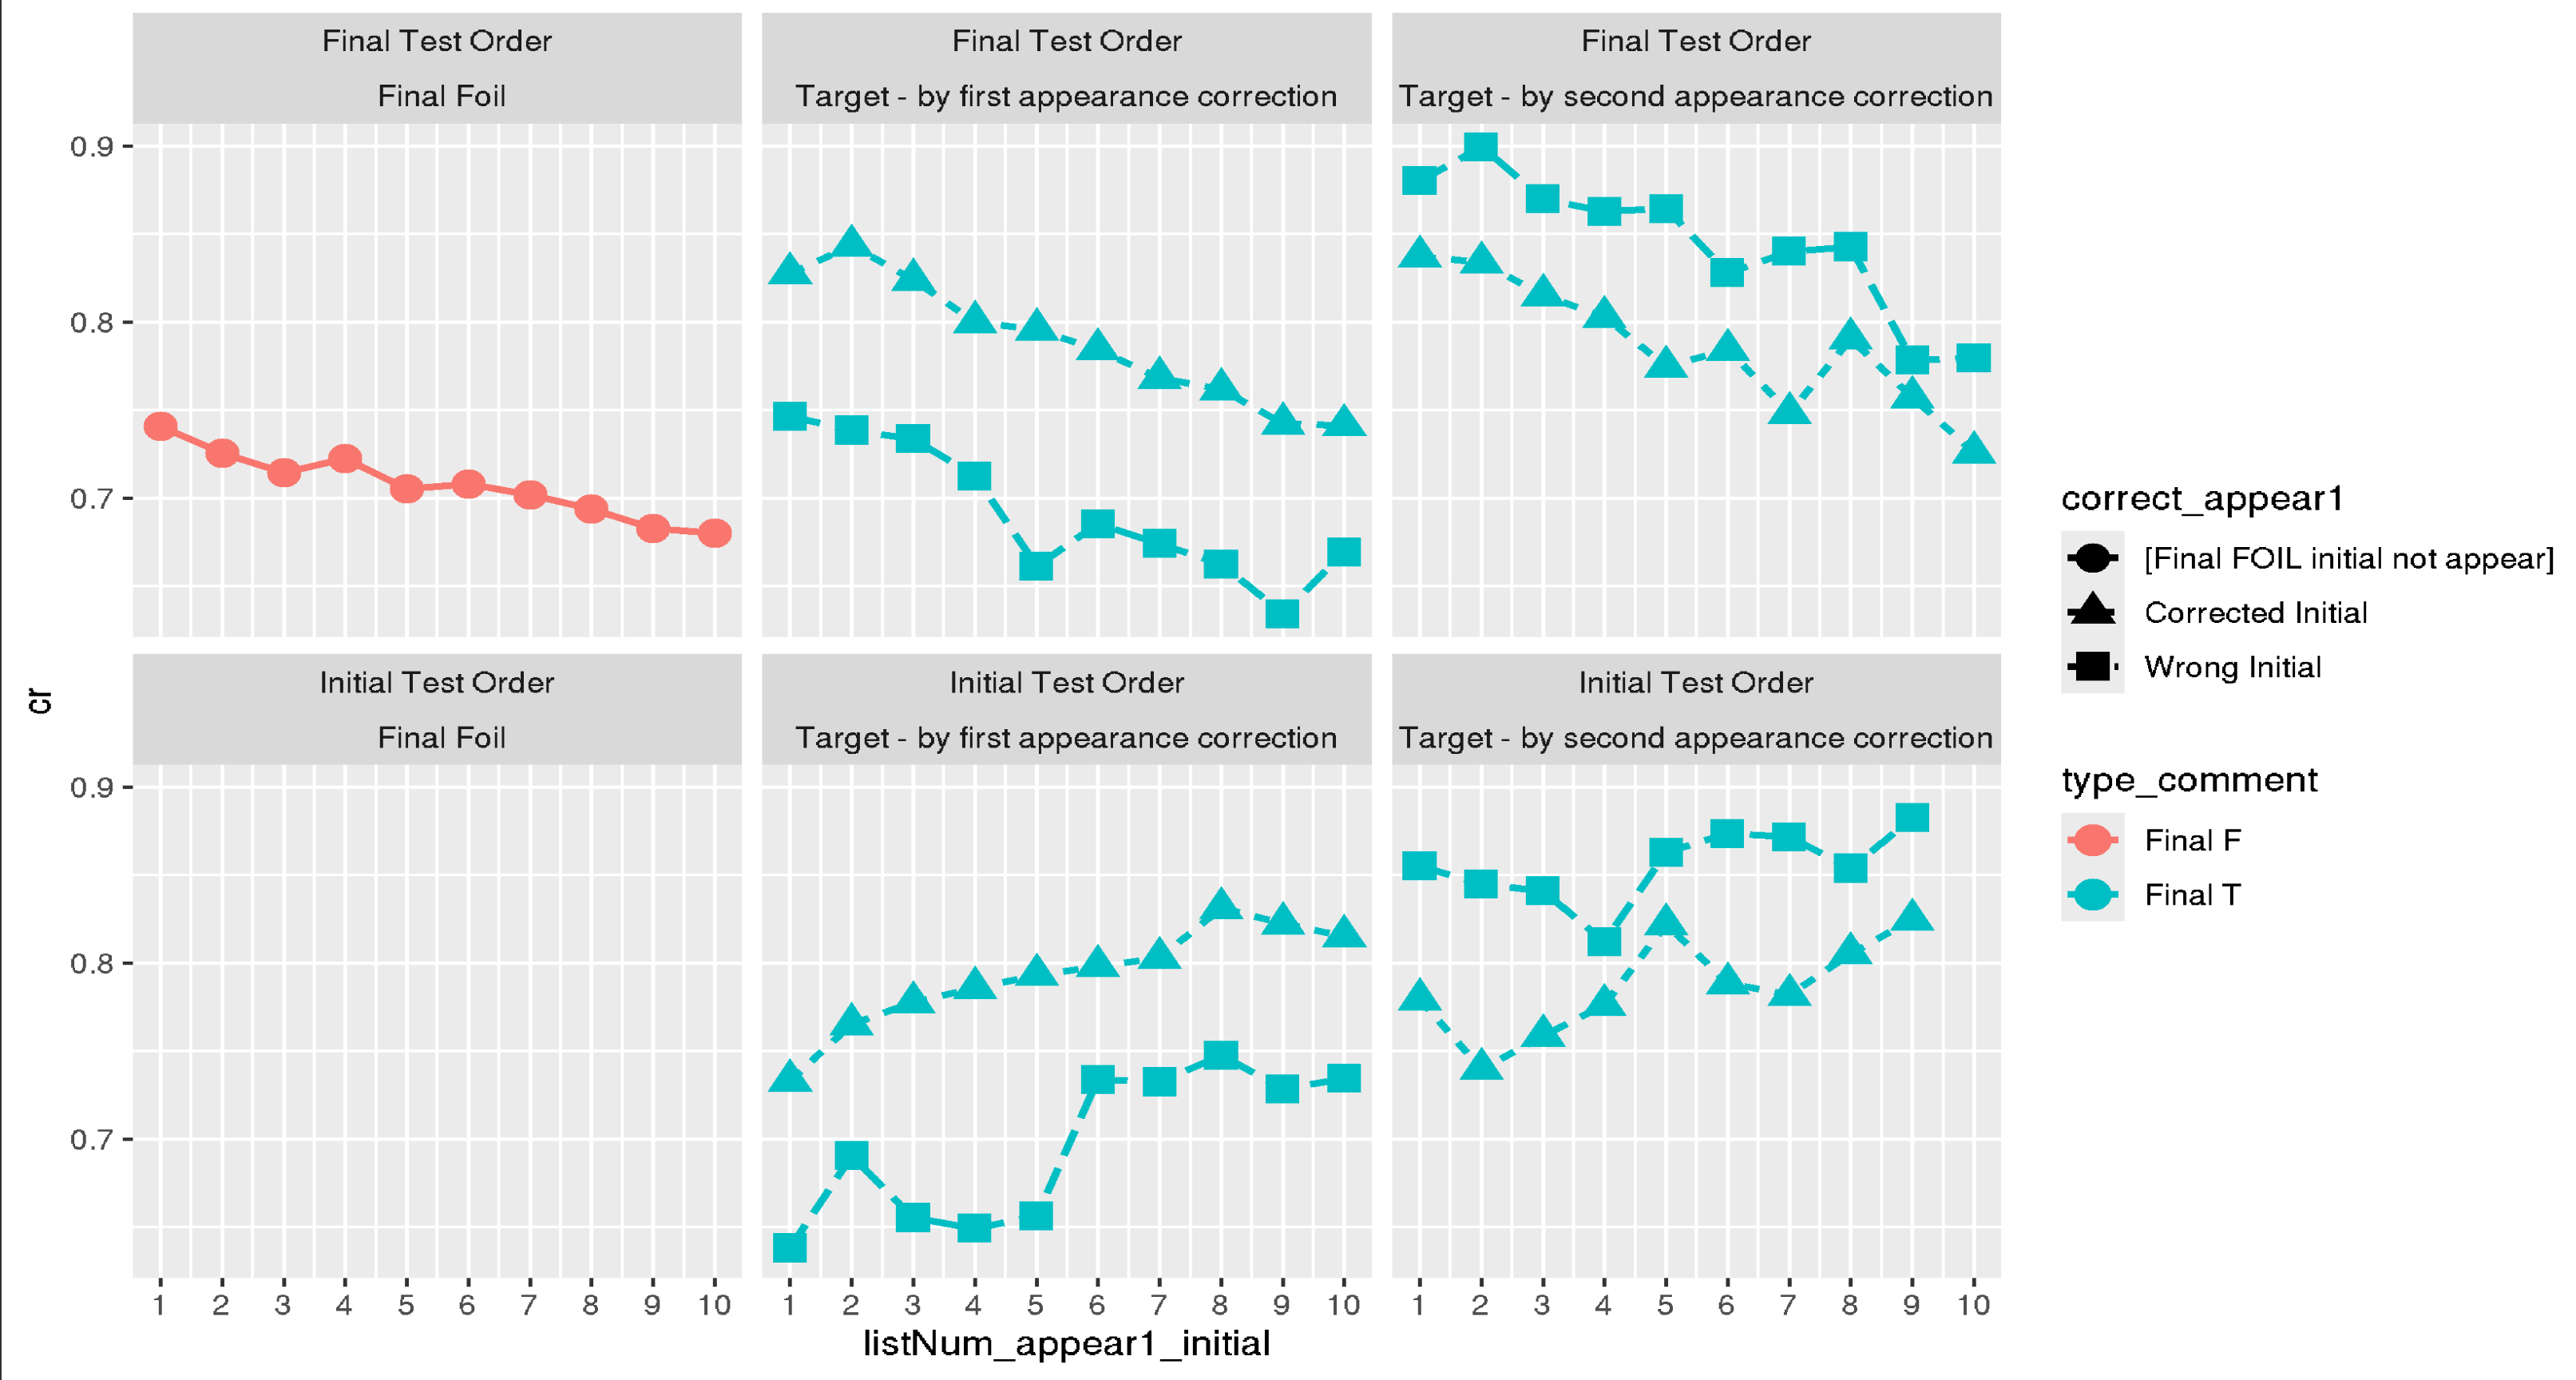 Final Test Order
Final Foil
Final Test Order
Target - by first appearance correction
Final Test Order
Target - by second appearance correction
0.9
0.8
0.7
Initial Test Order
Final Foil
Initial Test Order
Target - by first appearance correction
Initial Test Order
Target - by second appearance correction
0.9
0.8
0.7
cr
1 2 3 4 5 6 7 8 9 10
1 2 3 4 5 6 7 8 9 10
1 2 3 4 5 6 7 8 9 10
listNum_appear1_initial
correct_appear1
[Final FOIL initial not appear]
Corrected Initial
Wrong Initial
type_comment
Final F
Final T